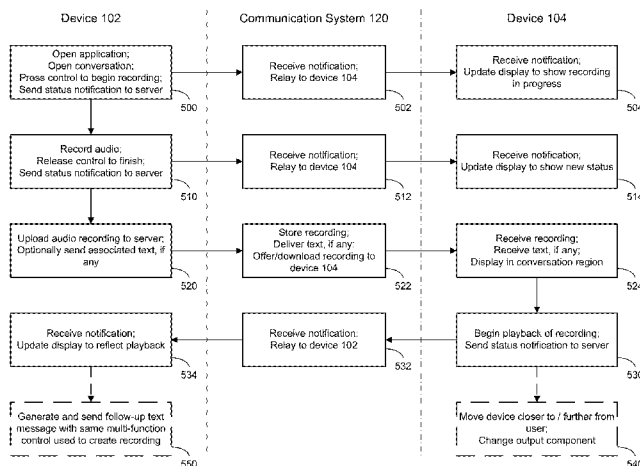 Device 102
Communication System 120
Device 104
Open application;
Open conversation;
Press control to begin recording;
Send status notification to server
500
Receive notification;
Relay to device 104
502
Receive notification;
Update display to show recording
in progress
504
Record audio;
Release control to finish;
Send status notification to server
510
Receive notification;
Relay to device 104
512
Receive notification;
Update display to show new status
514
Upload audio recording to server;
Optionally send associated text, if
any
520
Store recording;
Deliver text, if any;
Offer/download recording to
device 104
522
Receive recording;
Receive text, if any;
Display in conversation region
524
Receive notification;
Update display to reflect playback
534
Receive notification;
Relay to device 102
532
Begin playback of recording;
Send status notification to server
530
Generate and send follow-up text
message with same multi-function
control used to create recording
550
Move device closer to / further from
user;
Change output component
540